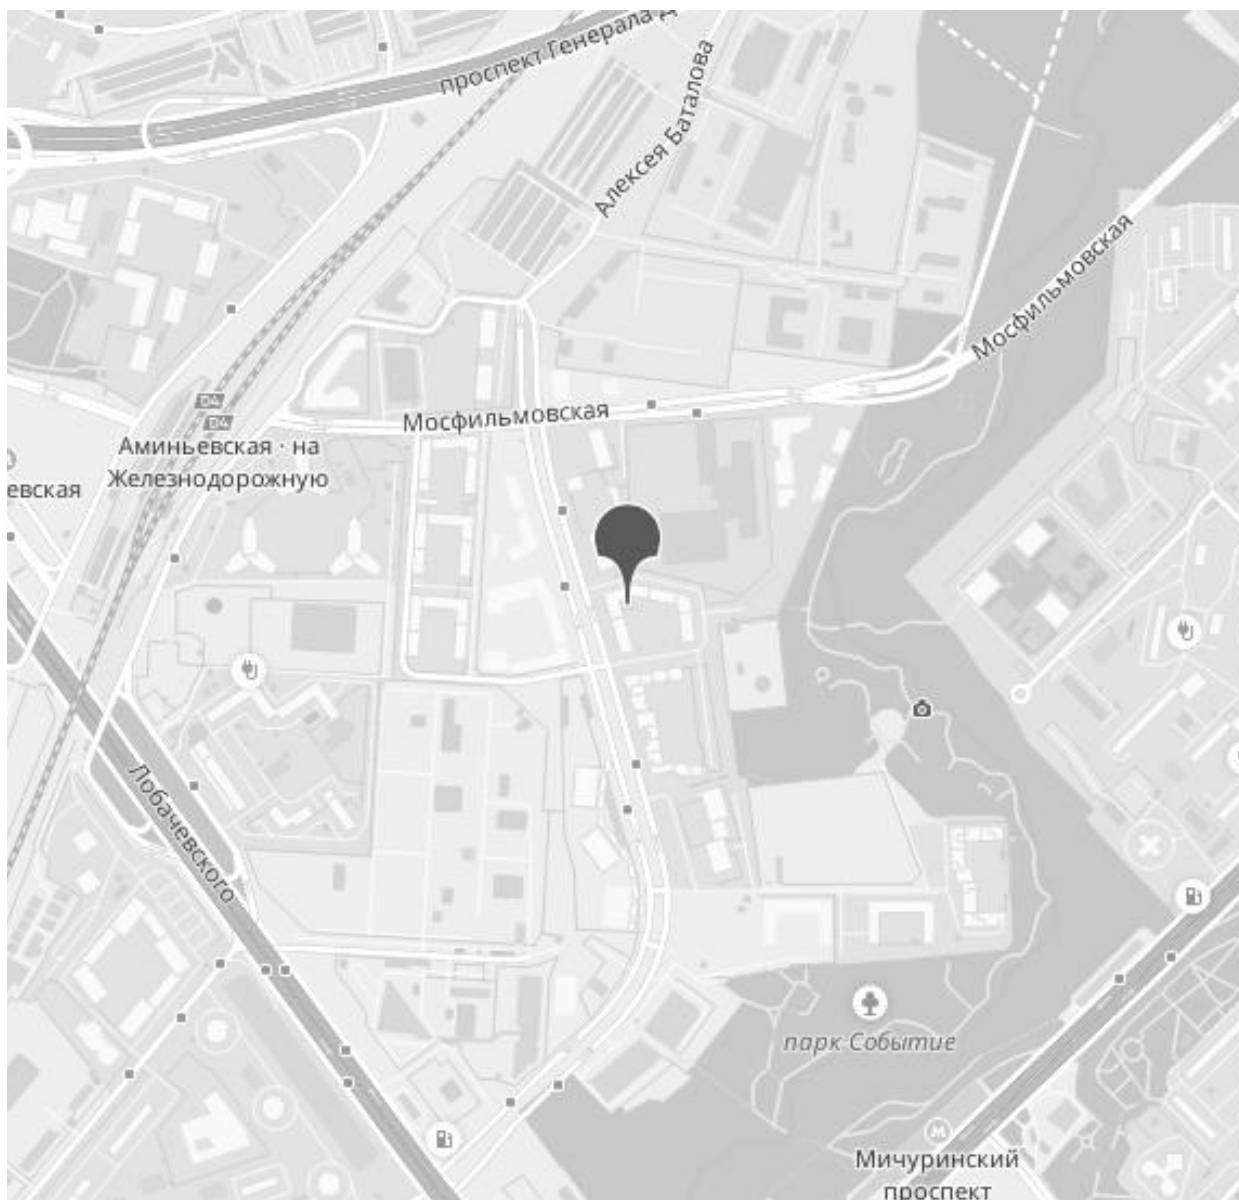 проспект Генерала Д
Алексея Баталова
Мосфильмовская
D4
D4
Мосфильмовская
Аминьевская · на
Железнодорожную
евская
Лобачевского
парк Событие
М
Мичуринский
проспект